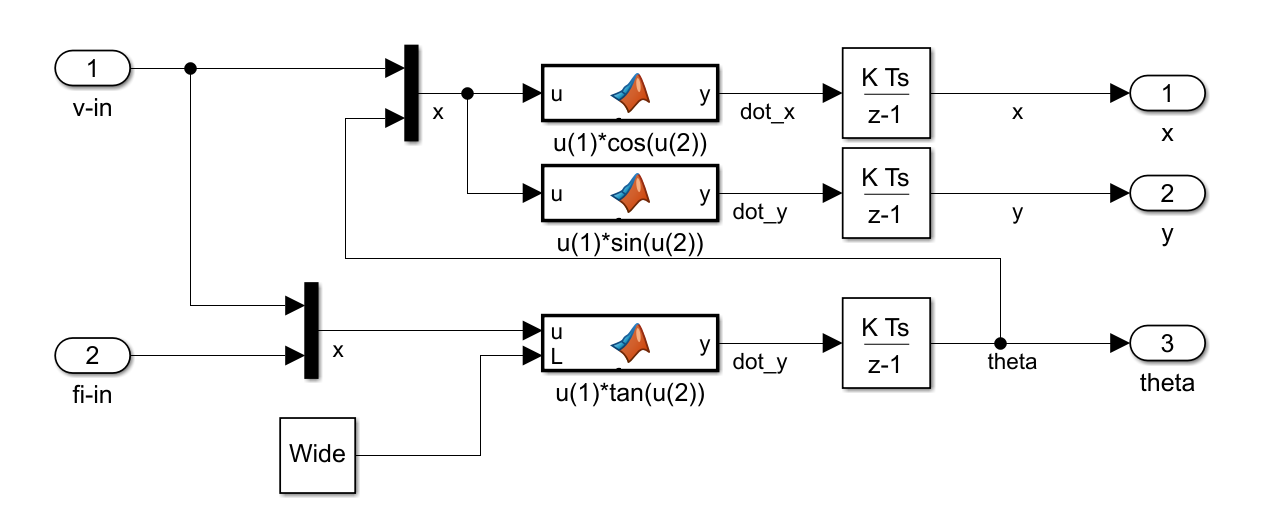 1
v-in
x
u
y
u(1)*cos(u(2))
dot_x
K Ts
z-1
x
1
x
u
y
u(1)*sin(u(2))
dot_y
K Ts
z-1
y
2
y
2
fi-in
x
u
L
y
u(1)*tan(u(2))
dot_y
K Ts
z-1
theta
3
theta
Wide